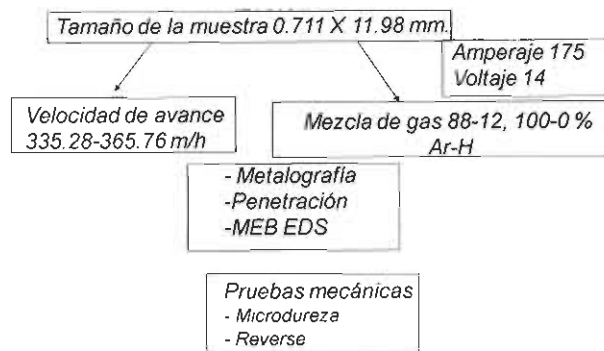 Tamaño de la muestra 0.711 X 11.98 mm.
Amperaje 175
Voltaje 14
Velocidad de avance
335.28-365.76 m/h
Mezcla de gas 88-12, 100-0 %
Ar-H
- Metalografía
-Penetración
-MEB EDS
Pruebas mecánicas
- Microdureza
- Reverse